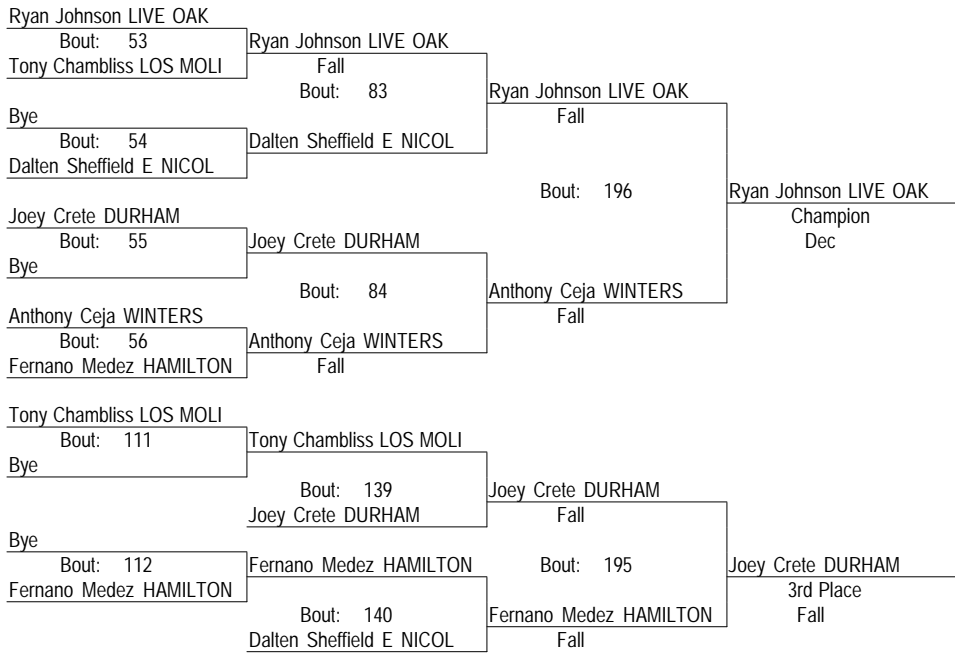 Ryan Johnson LIVE OAK
Bout: 53
Ryan Johnson LIVE OAK
Tony Chambliss LOS MOLI
Fall
Bout: 83
Ryan Johnson LIVE OAK
Bye
Fall
Bout: 54
Dalten Sheffield E NICOL
Dalten Sheffield E NICOL
Bout: 196
Ryan Johnson LIVE OAK
Joey Crete DURHAM
Champion
Bout: 55
Joey Crete DURHAM
Dec
Bye
Bout: 84
Anthony Ceja WINTERS
Anthony Ceja WINTERS
Fall
Bout: 56
Anthony Ceja WINTERS
Fernano Medez HAMILTON
Fall
Tony Chambliss LOS MOLI
Bout: 111
Tony Chambliss LOS MOLI
Bye
Bout: 139
Joey Crete DURHAM
Joey Crete DURHAM
Fall
Bye
Bout: 112
Fernano Medez HAMILTON
Bout: 195
Joey Crete DURHAM
Fernano Medez HAMILTON
3rd Place
Bout: 140
Fernano Medez HAMILTON
Fall
Dalten Sheffield E NICOL
Fall